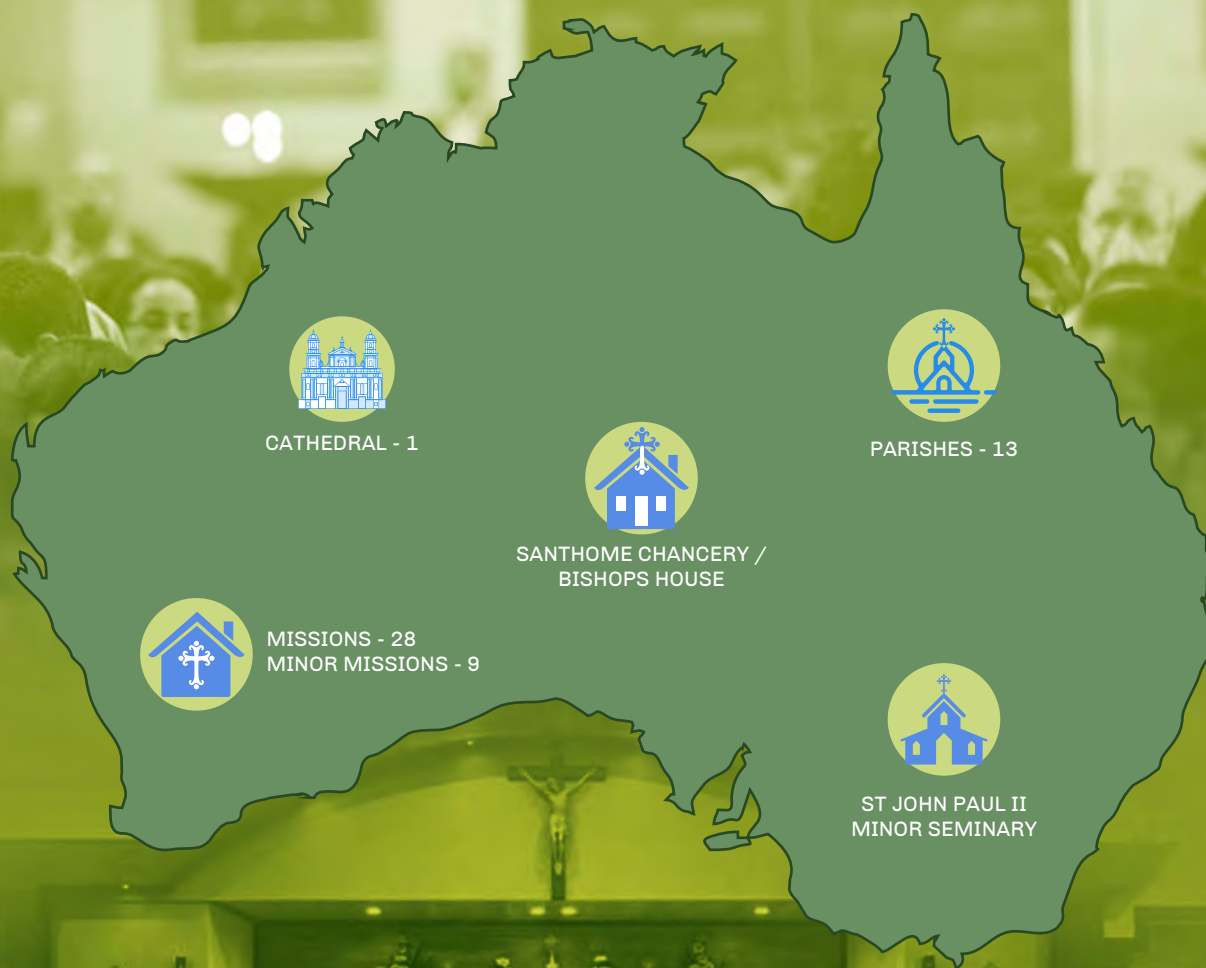 CATHEDRAL - 1
PARISHES - 13
SANTHOME CHANCERY /
BISHOPS HOUSE
MISSIONS - 28
MINOR MISSIONS - 9
ST JOHN PAUL II
MINOR SEMINARY